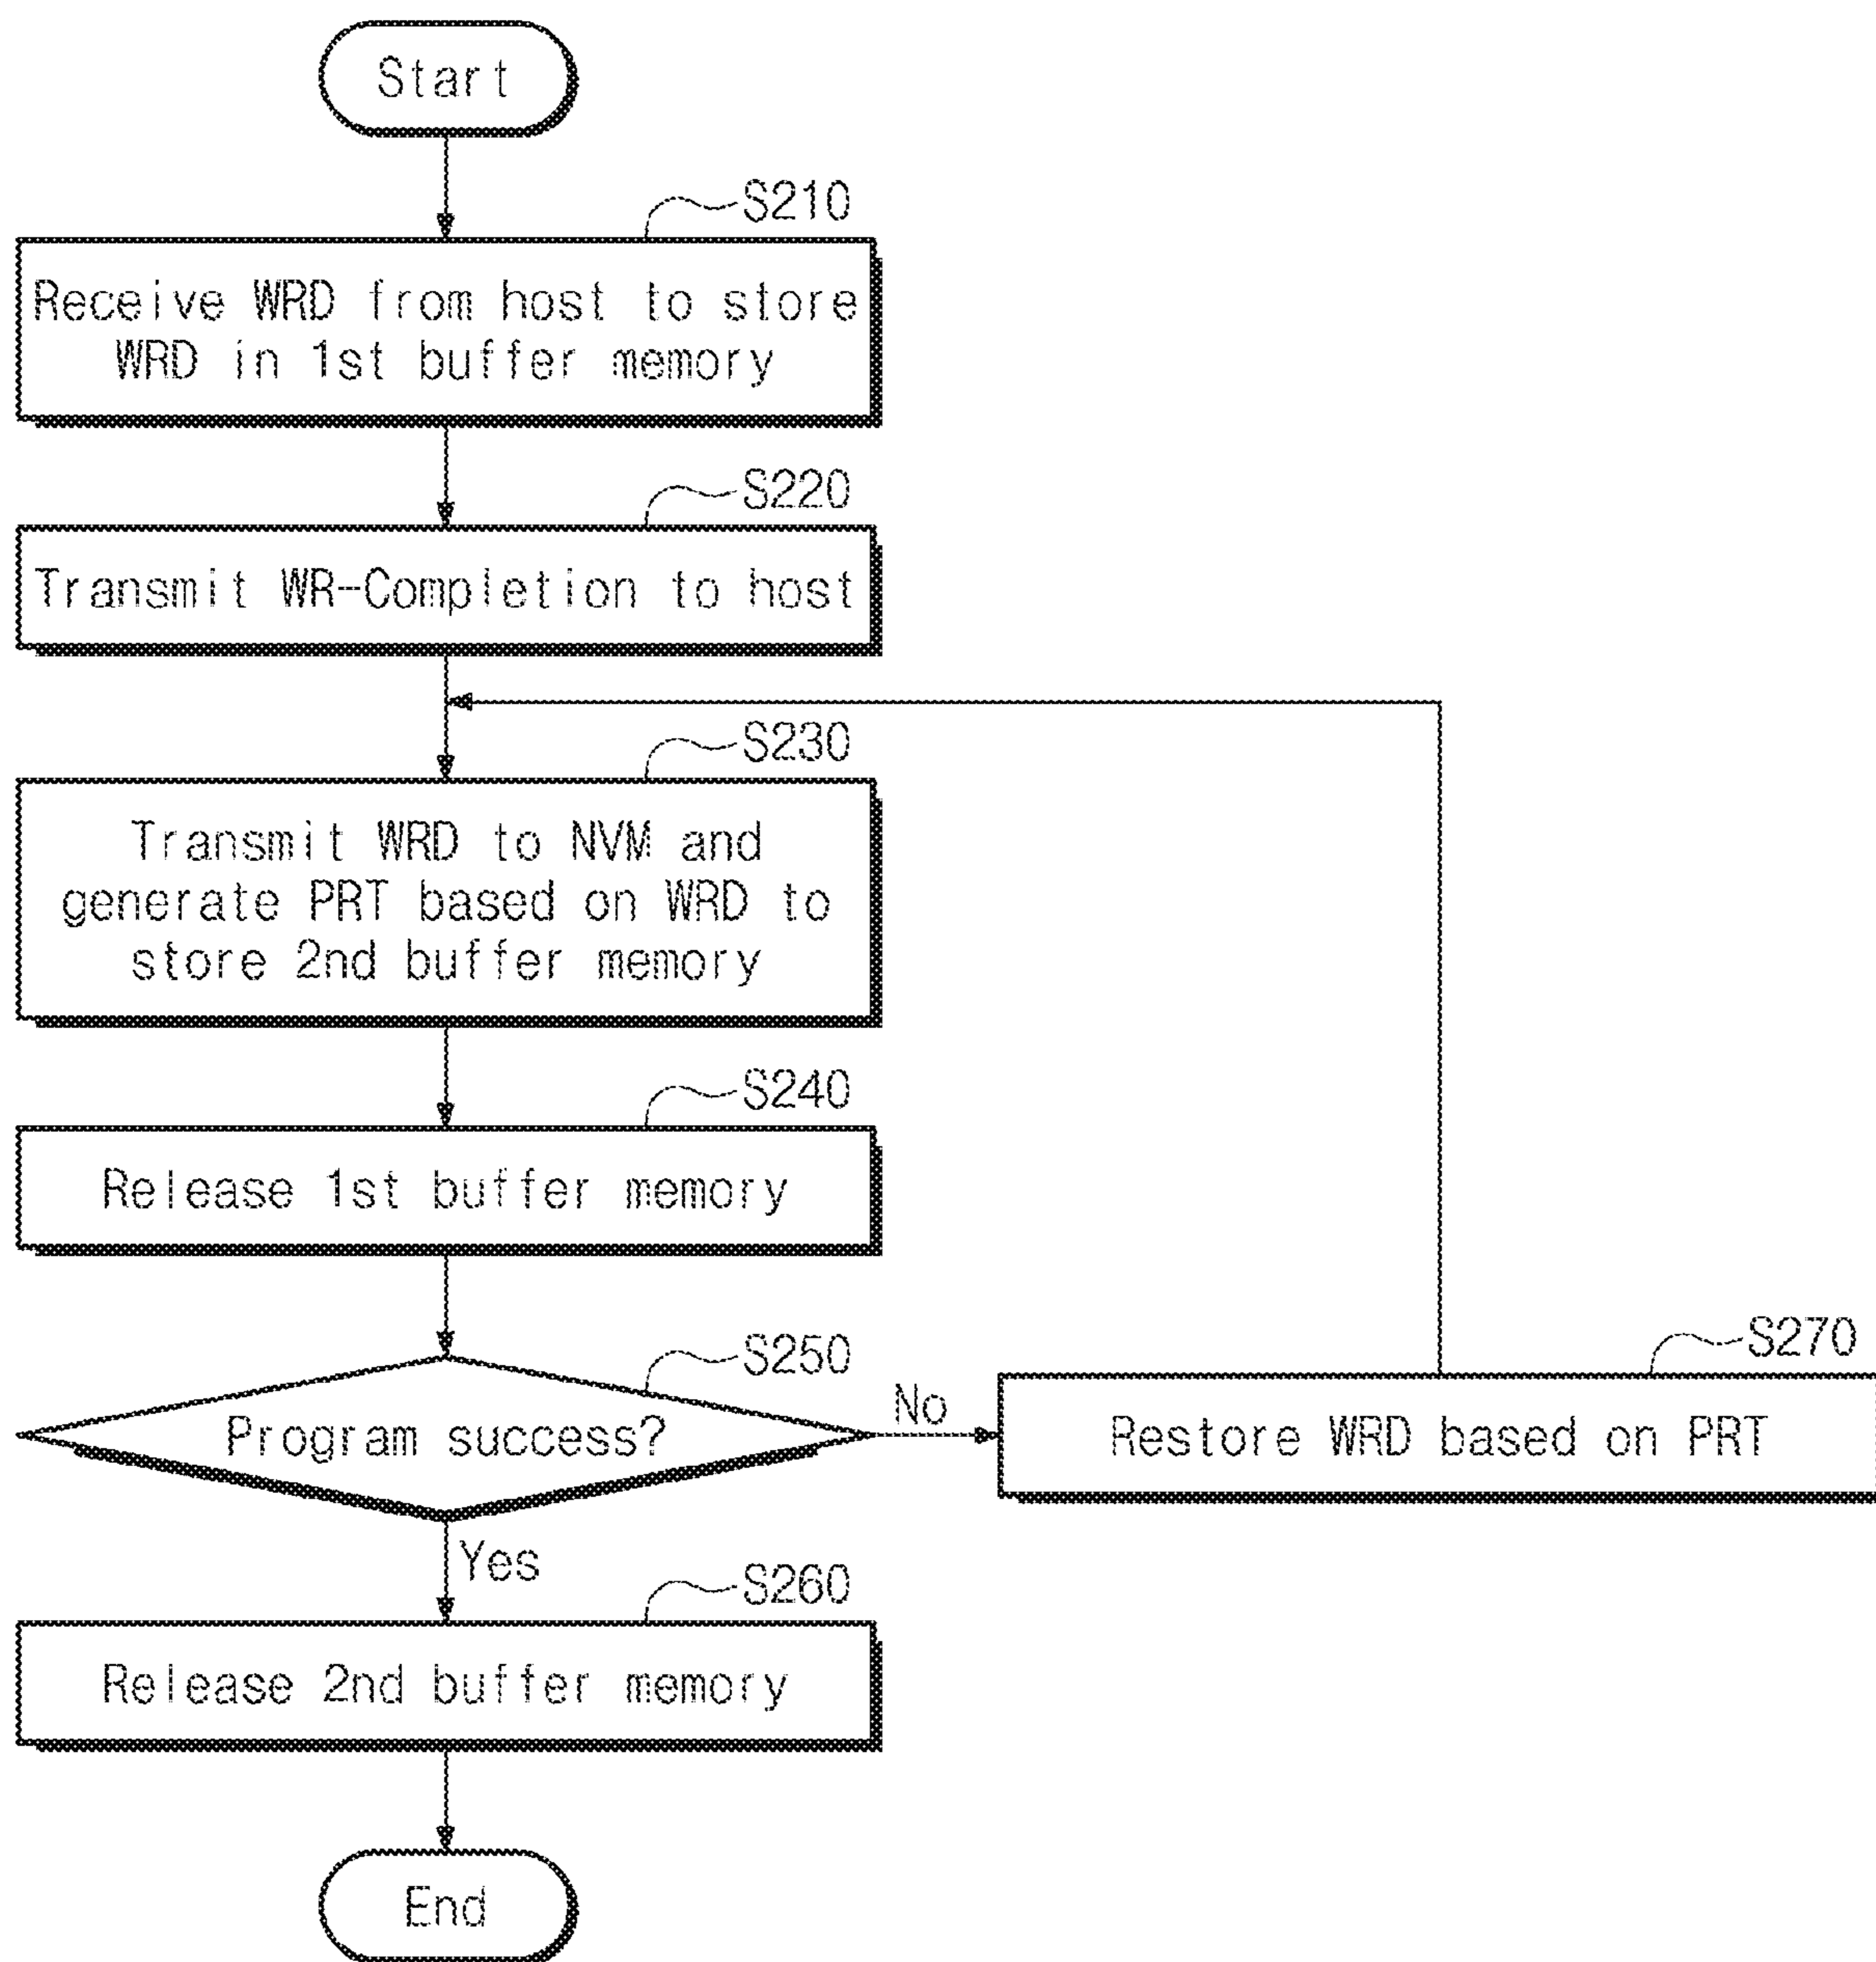 Start
S210
Receive WRD from host to store
WRD in 1st buffer memory
S220
Transmit WR-Completion to host
S230
Transmit WRD to NVM and
generate PRT based on WRD to
store 2nd buffer memory
S240
Release 1st buffer memory
S250
Program success?
No
S270
Restore WRD based on PRT
Yes
S260
Release 2nd buffer memory
End